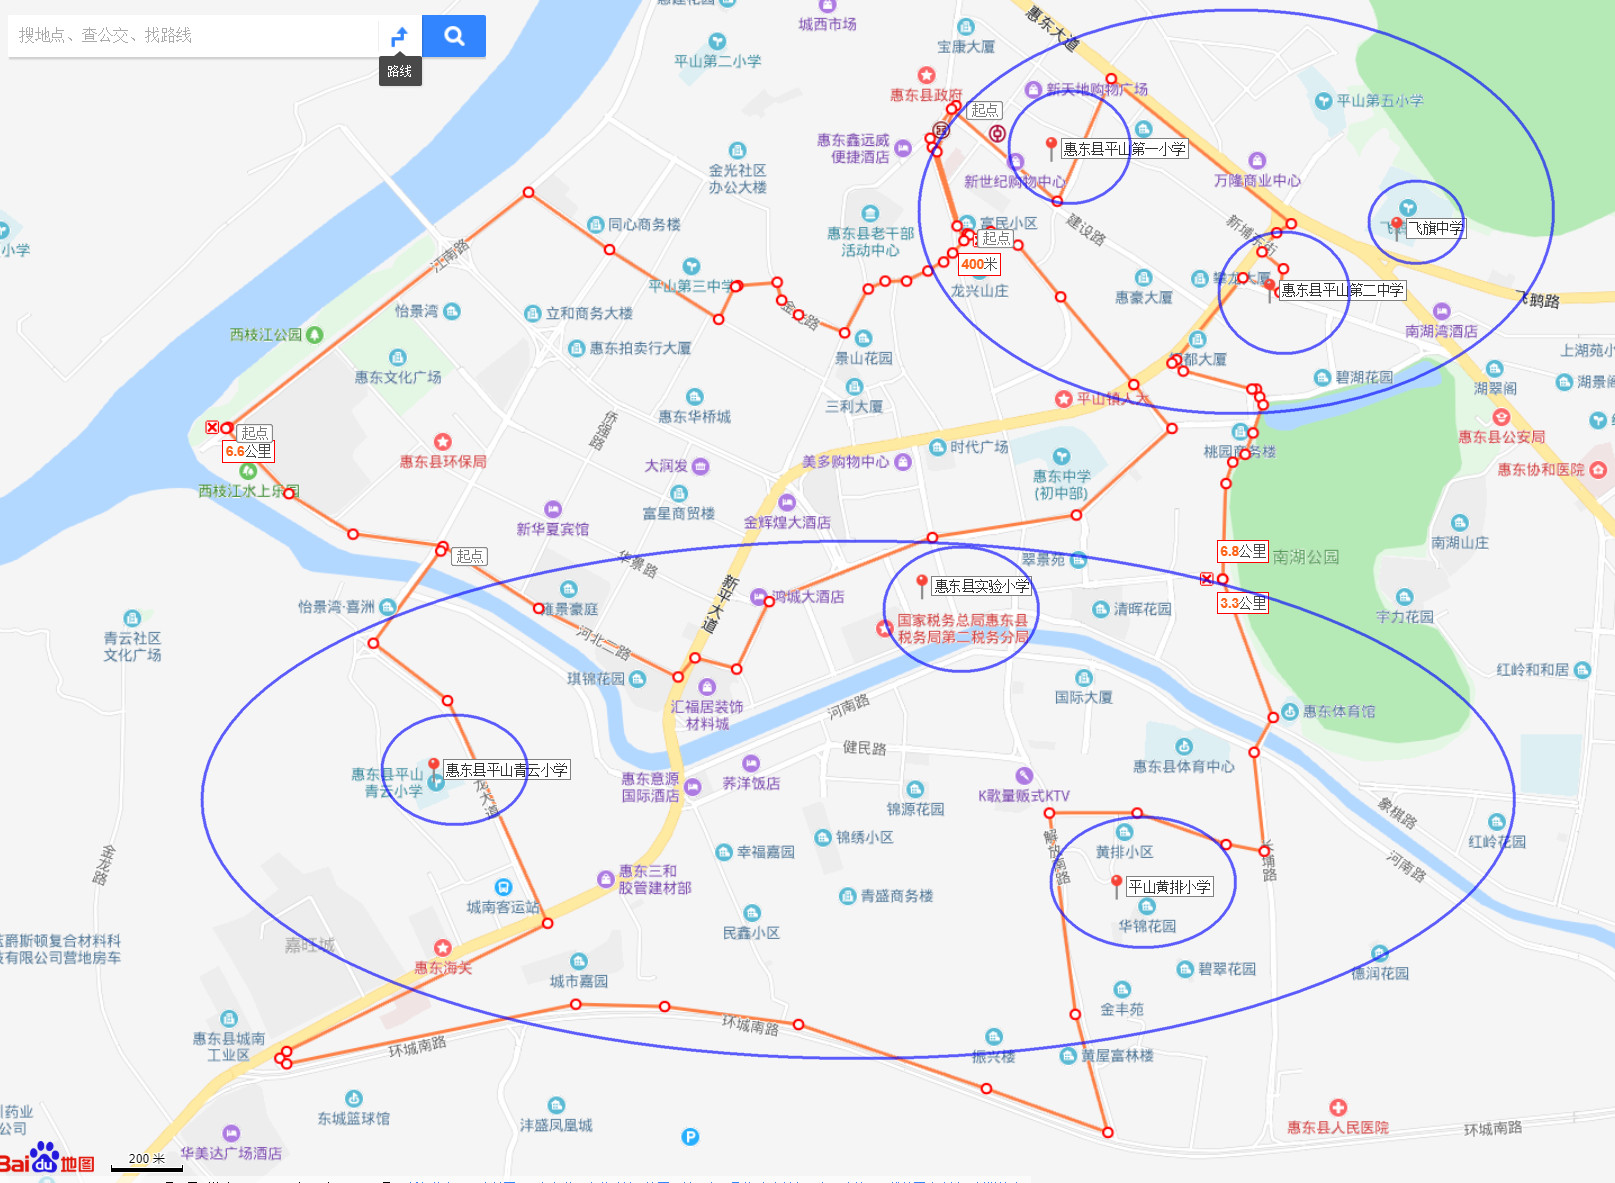 搜地点、查公交、找路线
路线
城西市场
平山第二小学
宝康大厦
惠东大道
惠东县政府
新天地购物广场
平山第五小学
起点
惠东鑫远威
便捷酒店
惠东县平山第一小学
金光社区
办公大楼
新世纪购物中心
万隆商业中心
小学
同心商务楼
惠东县老干部
活动中心
富民小区
起点
建设路
新埔东街
飞旗中学
江南路
400米
平山第三中学
龙兴山庄
惠豪大厦
惠东县平山第二中学
飞鹅路
怡景湾
立和商务大楼
南湖湾酒店
西枝江公园
惠东拍卖行大厦
景山花园
都大厦
上湖苑小
惠东文化广场
碧湖花园
湖翠阁
湖景阁
三利大厦
平山镇人大
惠东华桥城
侨强路
起点
6.6公里
惠东县环保局
时代广场
桃园商务楼
惠东县公安局
大润发
美多购物中心
惠东中学
(初中部)
惠东协和医院
西枝江水上乐园
富星商贸楼
新华夏宾馆
金辉煌大酒店
南湖山庄
起点
华景路
翠景苑
6.8公里
南湖公园
惠东县实验小学
3.3公里
新平大道
怡景湾·喜洲
雍景豪庭
鸿城大酒店
清晖花园
宇力花园
国家税务总局惠东县
税务局第二税务分局
青云社区
文化广场
河北二路
琪锦花园
红岭和和居
国际大厦
汇福居装饰
材料城
河南路
惠东体育馆
健民路
惠东县平山
青云小学
惠东县平山青云小学
惠东意源
国际酒店
荞洋饭店
惠东县体育中心
K歌量贩式KTV
龙大道
锦源花园
象棋路
红岭花园
锦绣小区
幸福嘉园
黄排小区
长埔路
河南路
金龙路
惠东三和
胶管建材部
平山黄排小学
城南客运站
青盛商务楼
华锦花园
民鑫小区
嘉旺城
惠东海关
城市嘉园
碧翠花园
德润花园
爵斯顿复合材料科
有限公司营地房车
金丰苑
惠东县城南
工业区
环城南路
环城南路
振兴楼
黄屋富林楼
东城篮球馆
沣盛凤凰城
药业
公司
惠东县人民医院
环城南路
华美达广场酒店
Bai du 地图
200 米